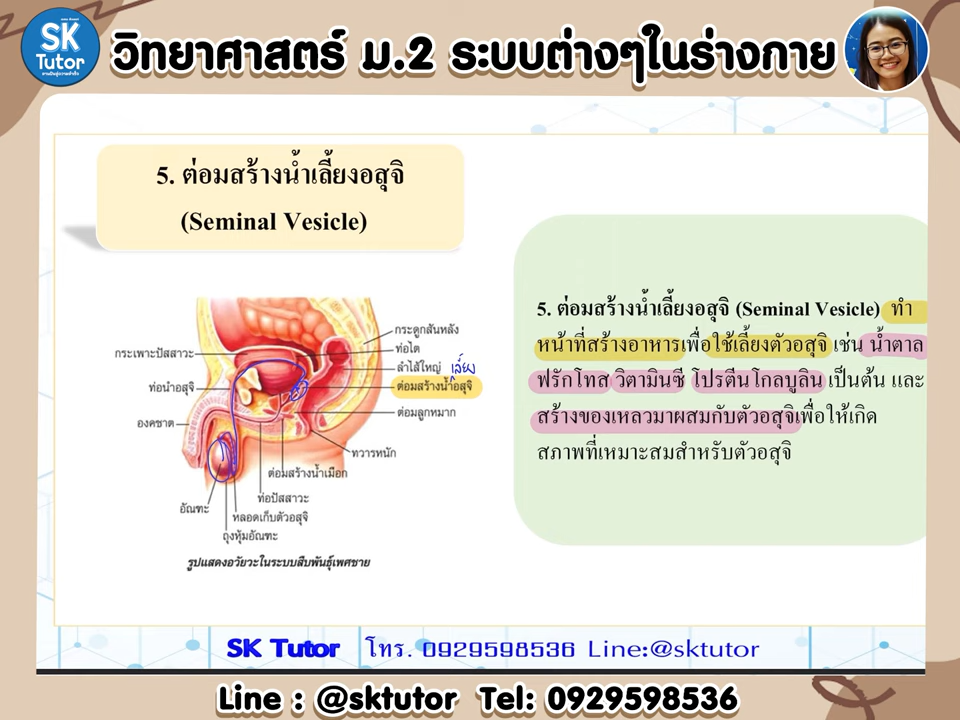 SK
Tutor
วิทยาศาสตร์ ม.2 ระบบต่างๆในร่างกาย
5. ต่อมสร้างน้ำเลี้ยงอสุจิ
(Seminal Vesicle)
กระเพาะปัสสาวะ
ท่อนำอสุจิ
องคชาต
อัณฑะ
ถุงหุ้มอัณฑะ
หลอดเก็บตัวอสุจิ
ท่อปัสสาวะ
ต่อมสร้างน้ำเมือก
ทวารหนัก
ต่อมลูกหมาก
ต่อมสร้างน้ำอสุจิ
เลี้ยง
ลำไส้ใหญ่
ท่อไต
กระดูกสันหลัง
รูปแสดงอวัยวะในระบบสืบพันธุ์เพศชาย
5. ต่อมสร้างน้ำเลี้ยงอสุจิ (Seminal Vesicle) ทำ
หน้าที่สร้างอาหารเพื่อใช้เลี้ยงตัวอสุจิ เช่น น้ำตาล
ฟรักโทส วิตามินซี โปรตีนโกลบูลิน เป็นต้น และ
สร้างของเหลวมาผสมกับตัวอสุจิเพื่อให้เกิด
สภาพที่เหมาะสมสำหรับตัวอสุจิ
SK Tutor โทร. 0929598536 Line:@sktutor
Line : @sktutor Tel: 0929598536